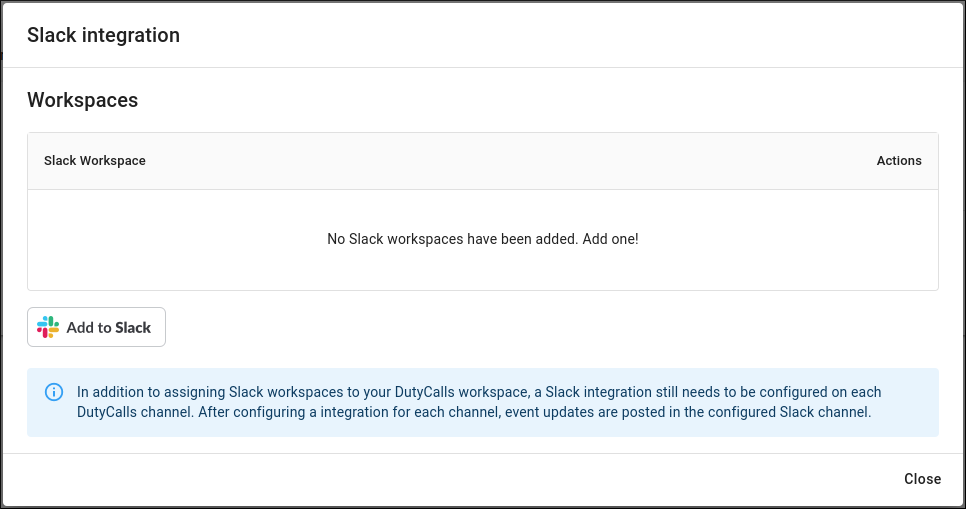 Slack integration
Workspaces
Slack Workspace Actions
No Slack workspaces have been added. Add one!
Add to Slack
In addition to assigning Slack workspaces to your DutyCalls workspace, a Slack integration still needs to be configured on each
DutyCalls channel. After configuring a integration for each channel, event updates are posted in the configured Slack channel.
Close